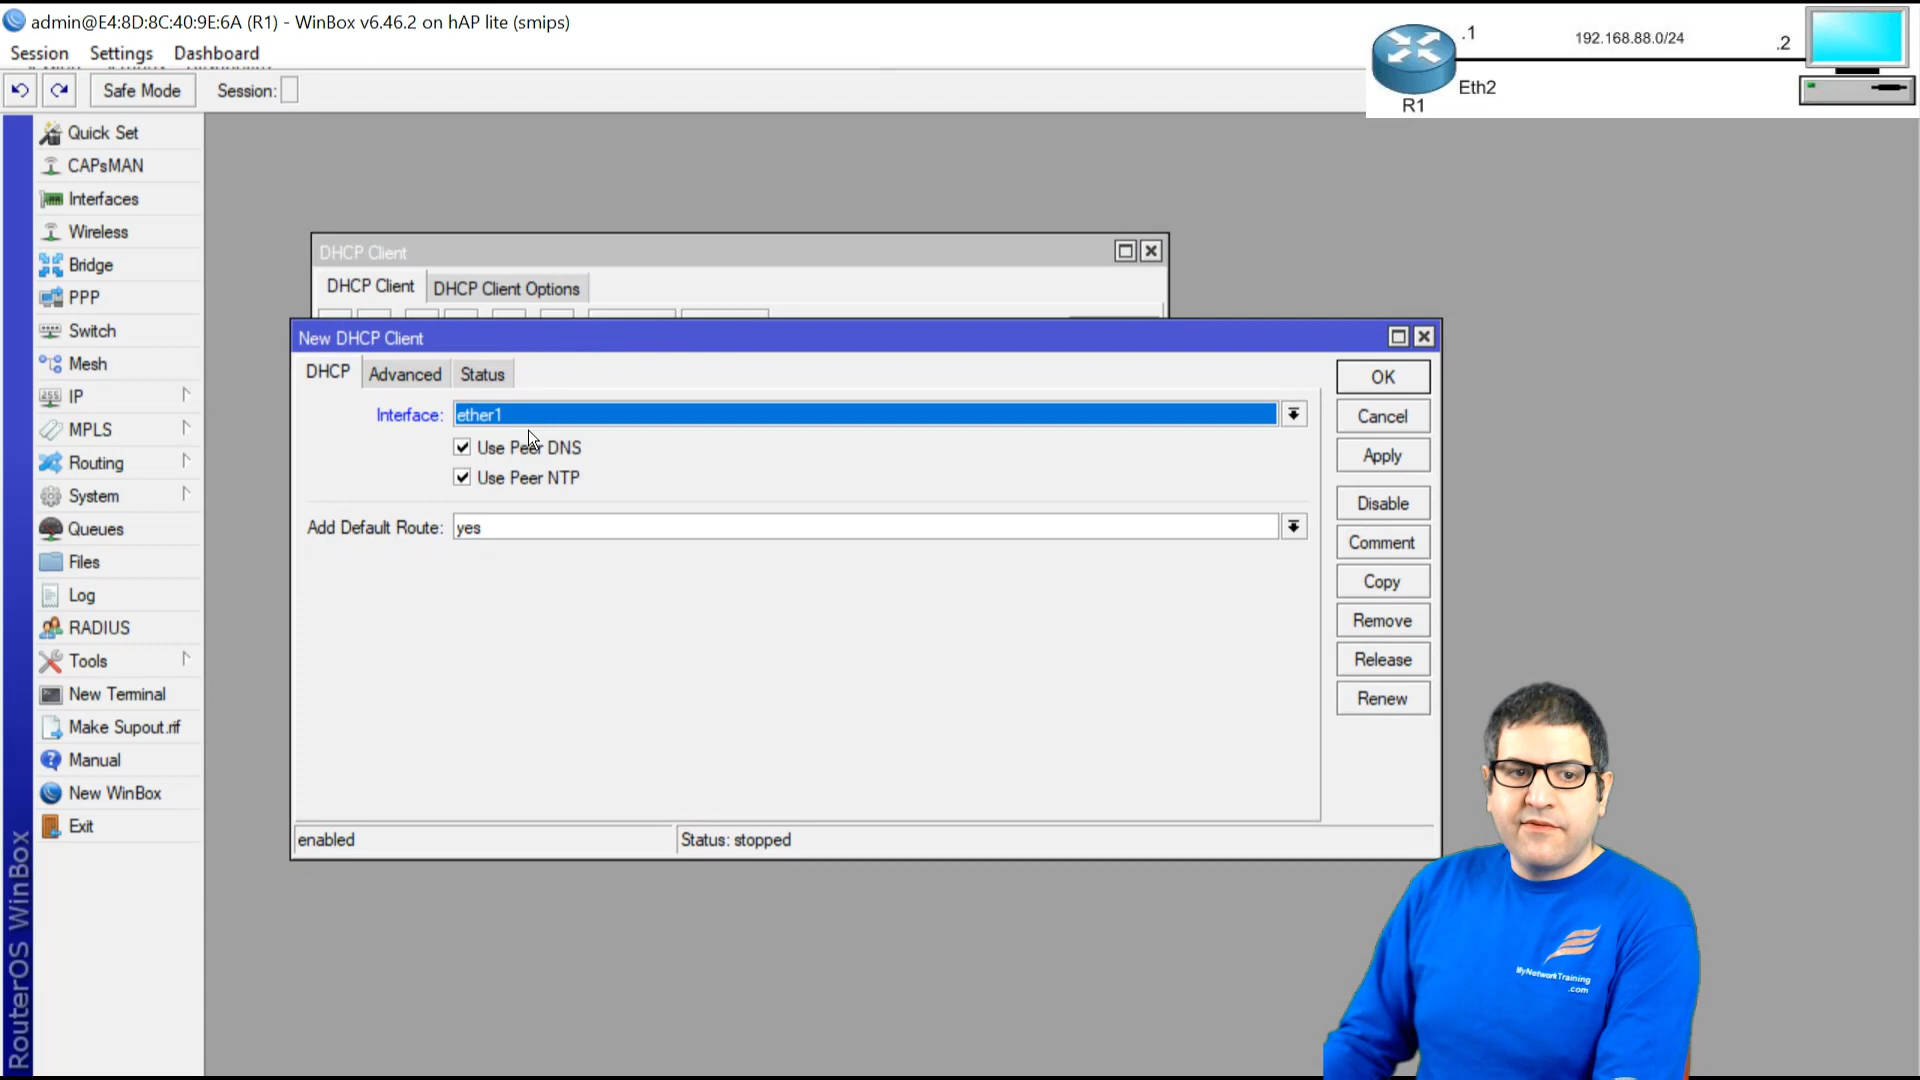 admin@E4:8D:8C:40:9E:6A (R1) - WinBox v6.46.2 on hAP lite (smips)
Session Settings Dashboard
Safe Mode Session:
.1 192.168.88.0/24 .2
Eth2
R1
Quick Set
CAPsMAN
Interfaces
Wireless
Bridge
PPP
Switch
Mesh
IP
MPLS
Routing
System
Queues
Files
Log
RADIUS
Tools
New Terminal
Make Supout.rif
Manual
New WinBox
Exit
RouterOS WinBox
DHCP Client
DHCP Client DHCP Client Options
New DHCP Client
DHCP Advanced Status
Interface: ether1
Use Peer DNS
Use Peer NTP
Add Default Route: yes
OK
Cancel
Apply
Disable
Comment
Copy
Remove
Release
Renew
enabled Status: stopped
MyNetworkTraining
.com